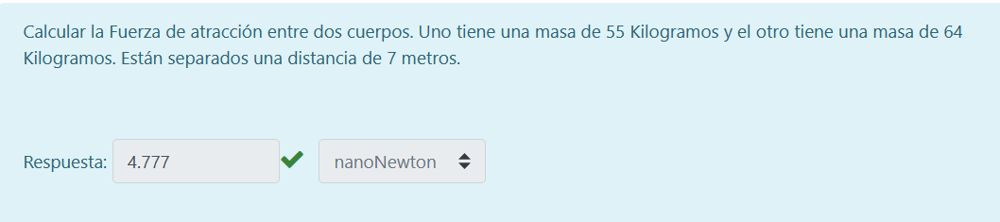 Calcular la Fuerza de atracción entre dos cuerpos. Uno tiene una masa de 55 Kilogramos y el otro tiene una masa de 64
Kilogramos. Están separados una distancia de 7 metros.
Respuesta: 4.777 nanoNewton